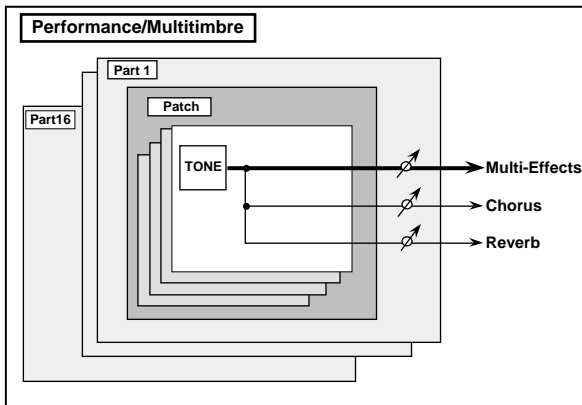 Performance/Multitimbre
Part 1
Part16
Patch
TONE
Multi-Effects
Chorus
Reverb